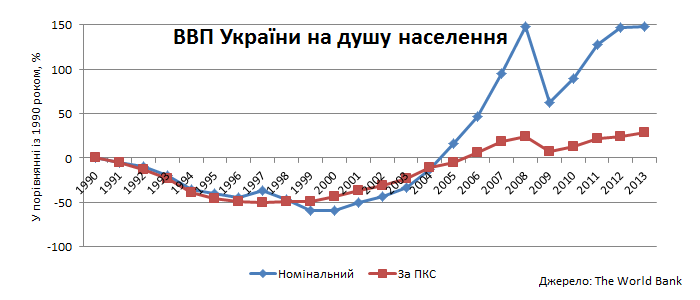 ВВП України на душу населення
У порівнянні із 1990 роком, %
150
100
50
0
-50
-100
1990 1991 1992 1993 1994 1995 1996 1997 1998 1999 2000 2001 2002 2003 2004 2005 2006 2007 2008 2009 2010 2011 2012 2013
Номінальний За ПКС
Джерело: The World Bank